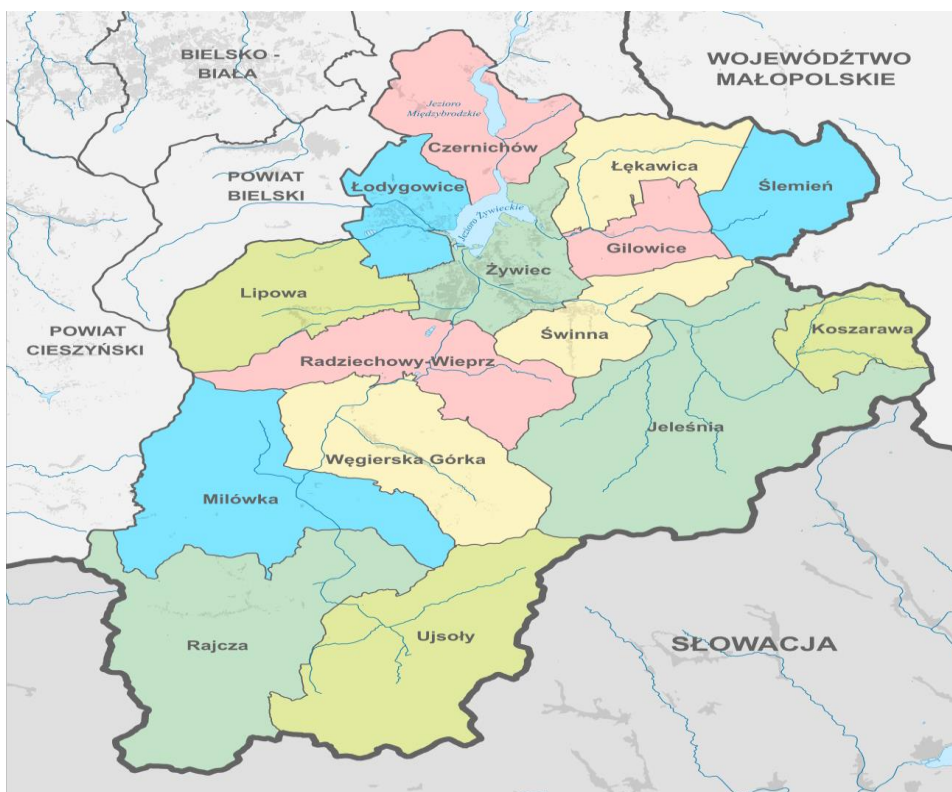 BIELSKO -
BIAŁA
WOJEWÓDŹTWO
MAŁOPOLSKIE
Jezioro
Międzybrodzkie
Czernichów
POWIAT
BIELSKI
Łodygowice
Łękawica
Ślemień
Jezioro Żywieckie
Gilowice
Żywiec
Lipowa
POWIAT
CIESZYŃSKI
Świnna
Koszarawa
Radziechowy-Wieprz
Jeleśnia
Węgierska Górka
Milówka
Rajcza
Ujsoły
SŁOWACJA